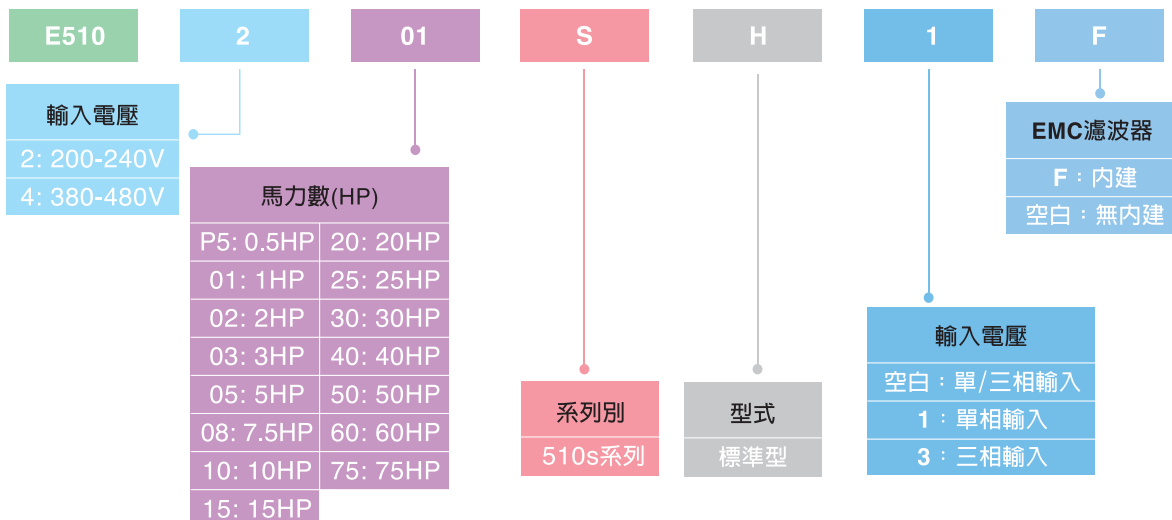 E510 2 01 S H 1 F
輸入電壓
2: 200-240V
4: 380-480V
馬力數(HP)
P5: 0.5HP 20: 20HP
01: 1HP 25: 25HP
02: 2HP 30: 30HP
03: 3HP 40: 40HP
05: 5HP 50: 50HP
08: 7.5HP 60: 60HP
10: 10HP 75: 75HP
15: 15HP
系列別
510s系列
型式
標準型
輸入電壓
空白：單/三相輸入
1：單相輸入
3：三相輸入
EMC濾波器
F：内建
空白：無内建